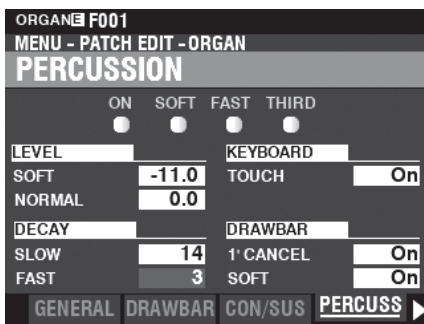 ORGAN E F001
MENU - PATCH EDIT - ORGAN
PERCUSSION
ON SOFT FAST THIRD
LEVEL KEYBOARD
SOFT -11.0 TOUCH On
NORMAL 0.0
DECAY DRAWBAR
SLOW 14 1' CANCEL On
FAST 3 SOFT On
GENERAL DRAWBAR CON/SUS PERCUSS